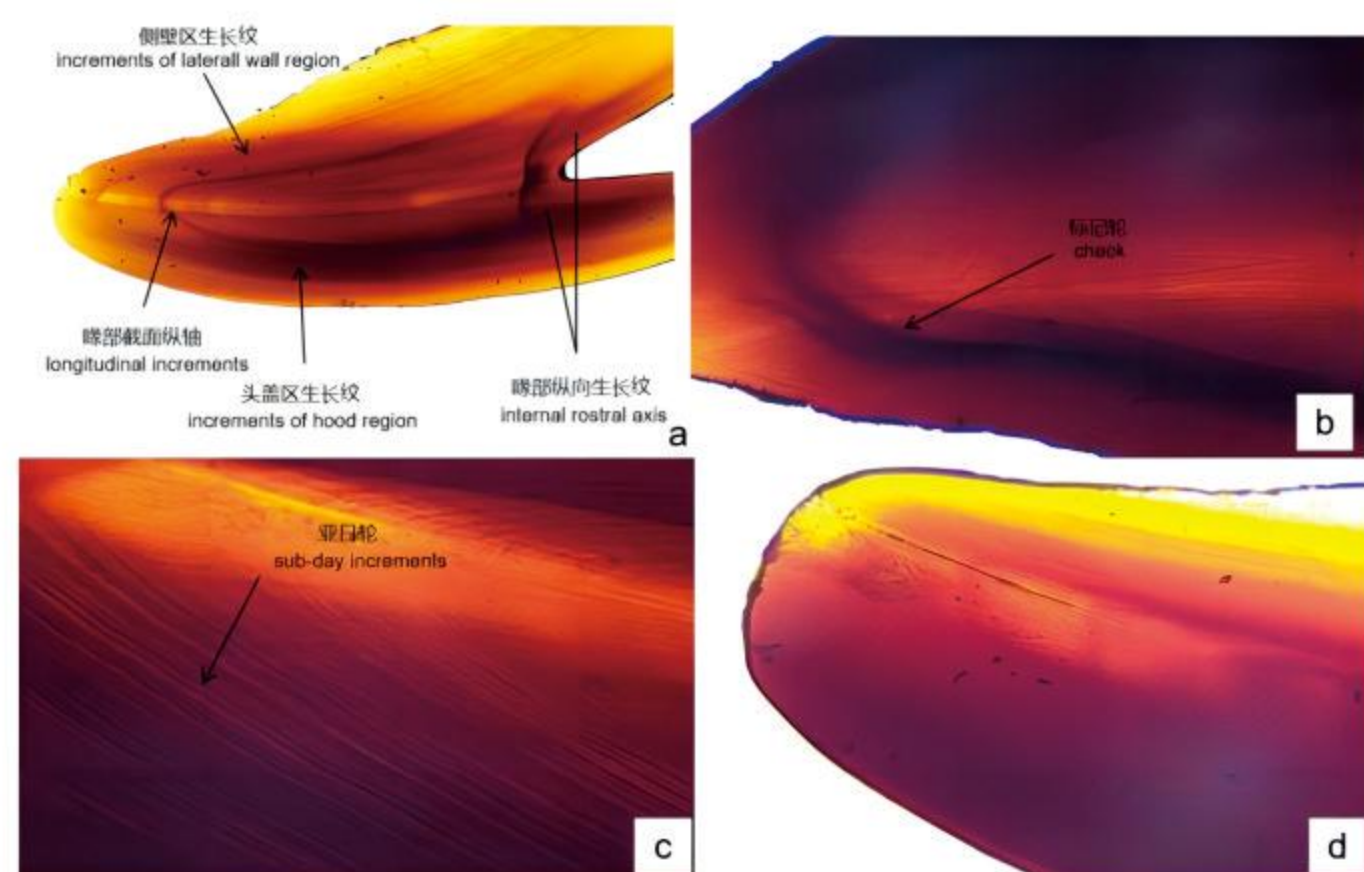 侧壁区生长纹
increments of laterall wall region
喙部截面纵轴
longitudinal increments
头盖区生长纹
increments of hood region
喙部纵向生长纹
internal rostral axis
a
标记轮
check
b
亚日轮
sub-day increments
c
d